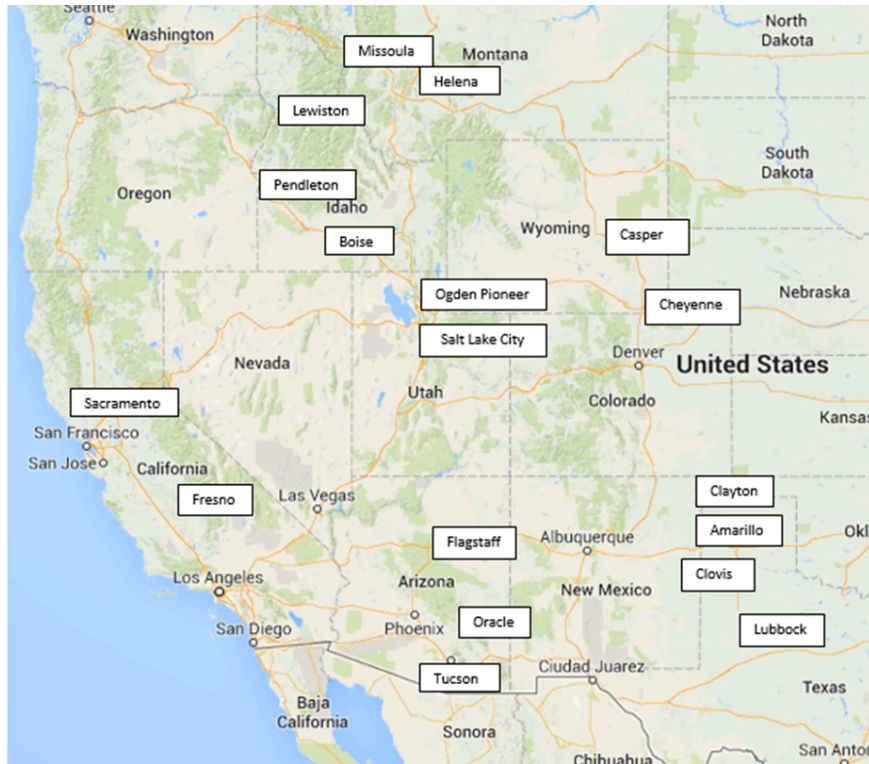 Seattle
Washington
Missoula
Montana
North
Dakota
Helena
Lewiston
South
Dakota
Pendleton
Oregon
Idaho
Wyoming
Casper
Boise
Ogden Pioneer
Nebraska
Cheyenne
Salt Lake City
Denver
Nevada
United States
Utah
Colorado
Sacramento
Kansas
San Francisco
San Jose
California
Las Vegas
Fresno
Clayton
Amarillo
Flagstaff
Albuquerque
Okl
Los Angeles
Arizona
New Mexico
Clovis
Phoenix
Oracle
San Diego
Lubbock
Ciudad Juarez
Tucson
Texas
Baja
California
Sonora
San Anton
Chihuahua